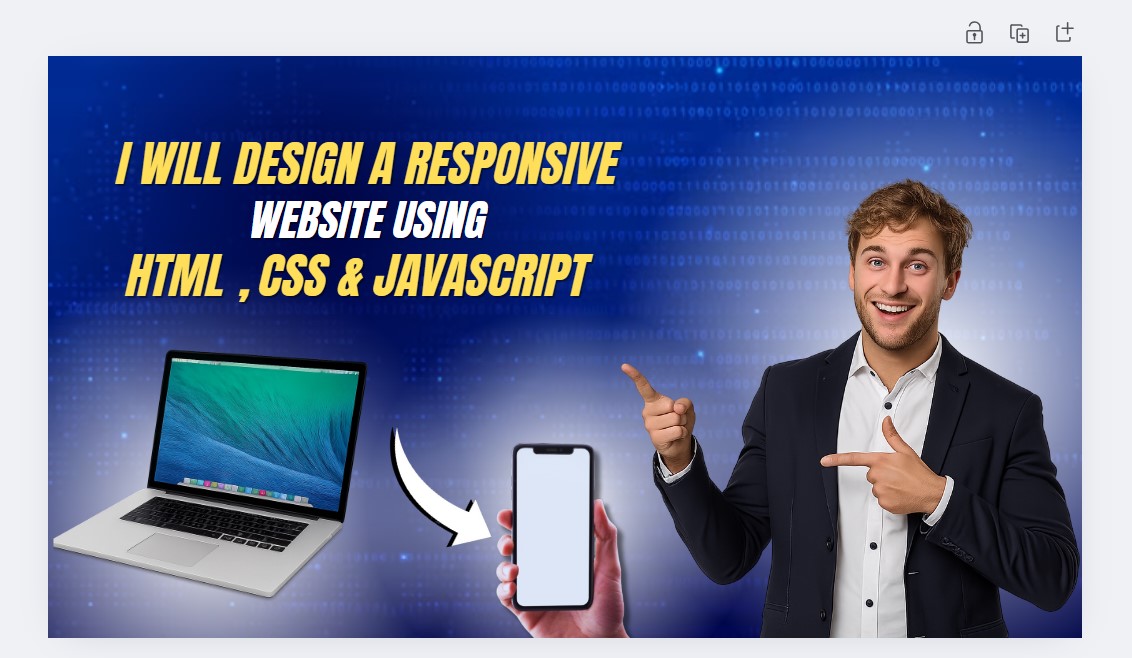 I WILL DESIGN A RESPONSIVE
WEBSITE USING
HTML , CSS & JAVASCRIPT